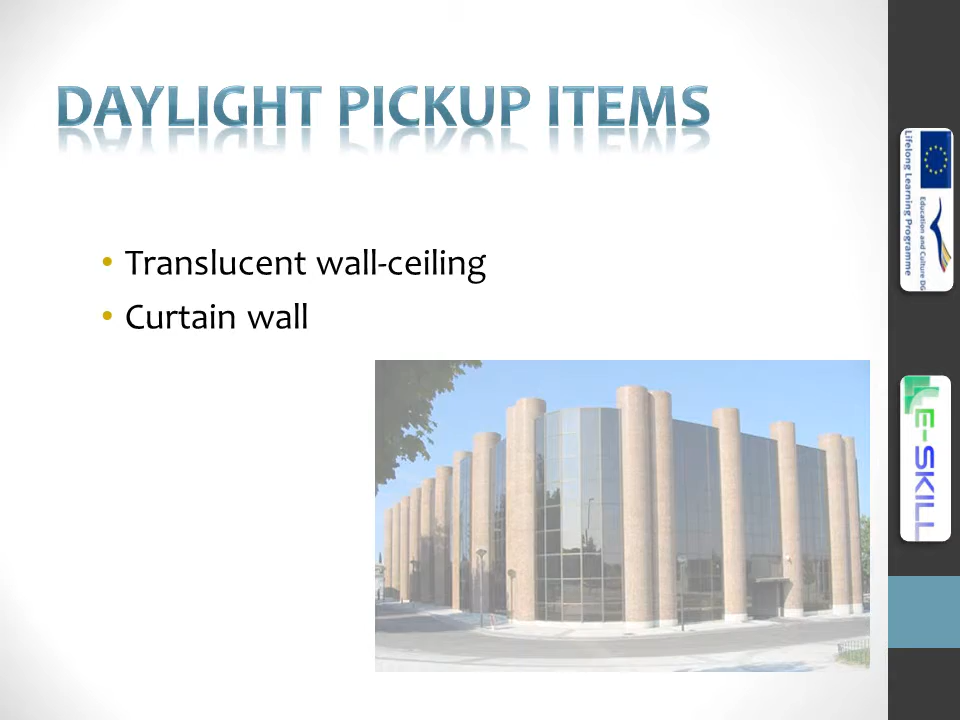 DAYLIGHT PICKUP ITEMS
• Translucent wall-ceiling
• Curtain wall
Education and Culture DG
Lifelong Learning Programme
E-SKILL